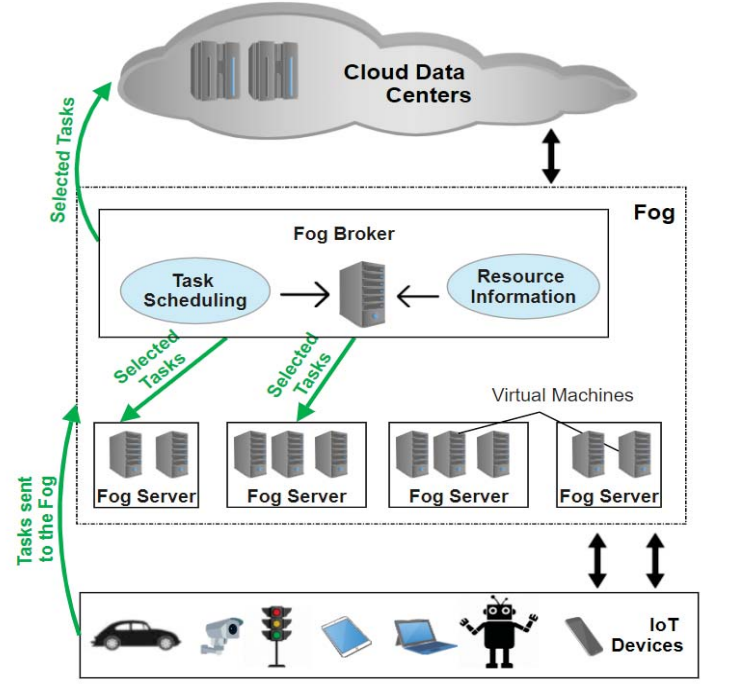 Cloud Data
Centers
Selected Tasks
Fog
Fog Broker
Task
Scheduling
Resource
Information
Selected
Tasks
Selected
Tasks
Virtual Machines
Fog Server
Fog Server
Fog Server
Fog Server
Tasks sent
to the Fog
IoT
Devices